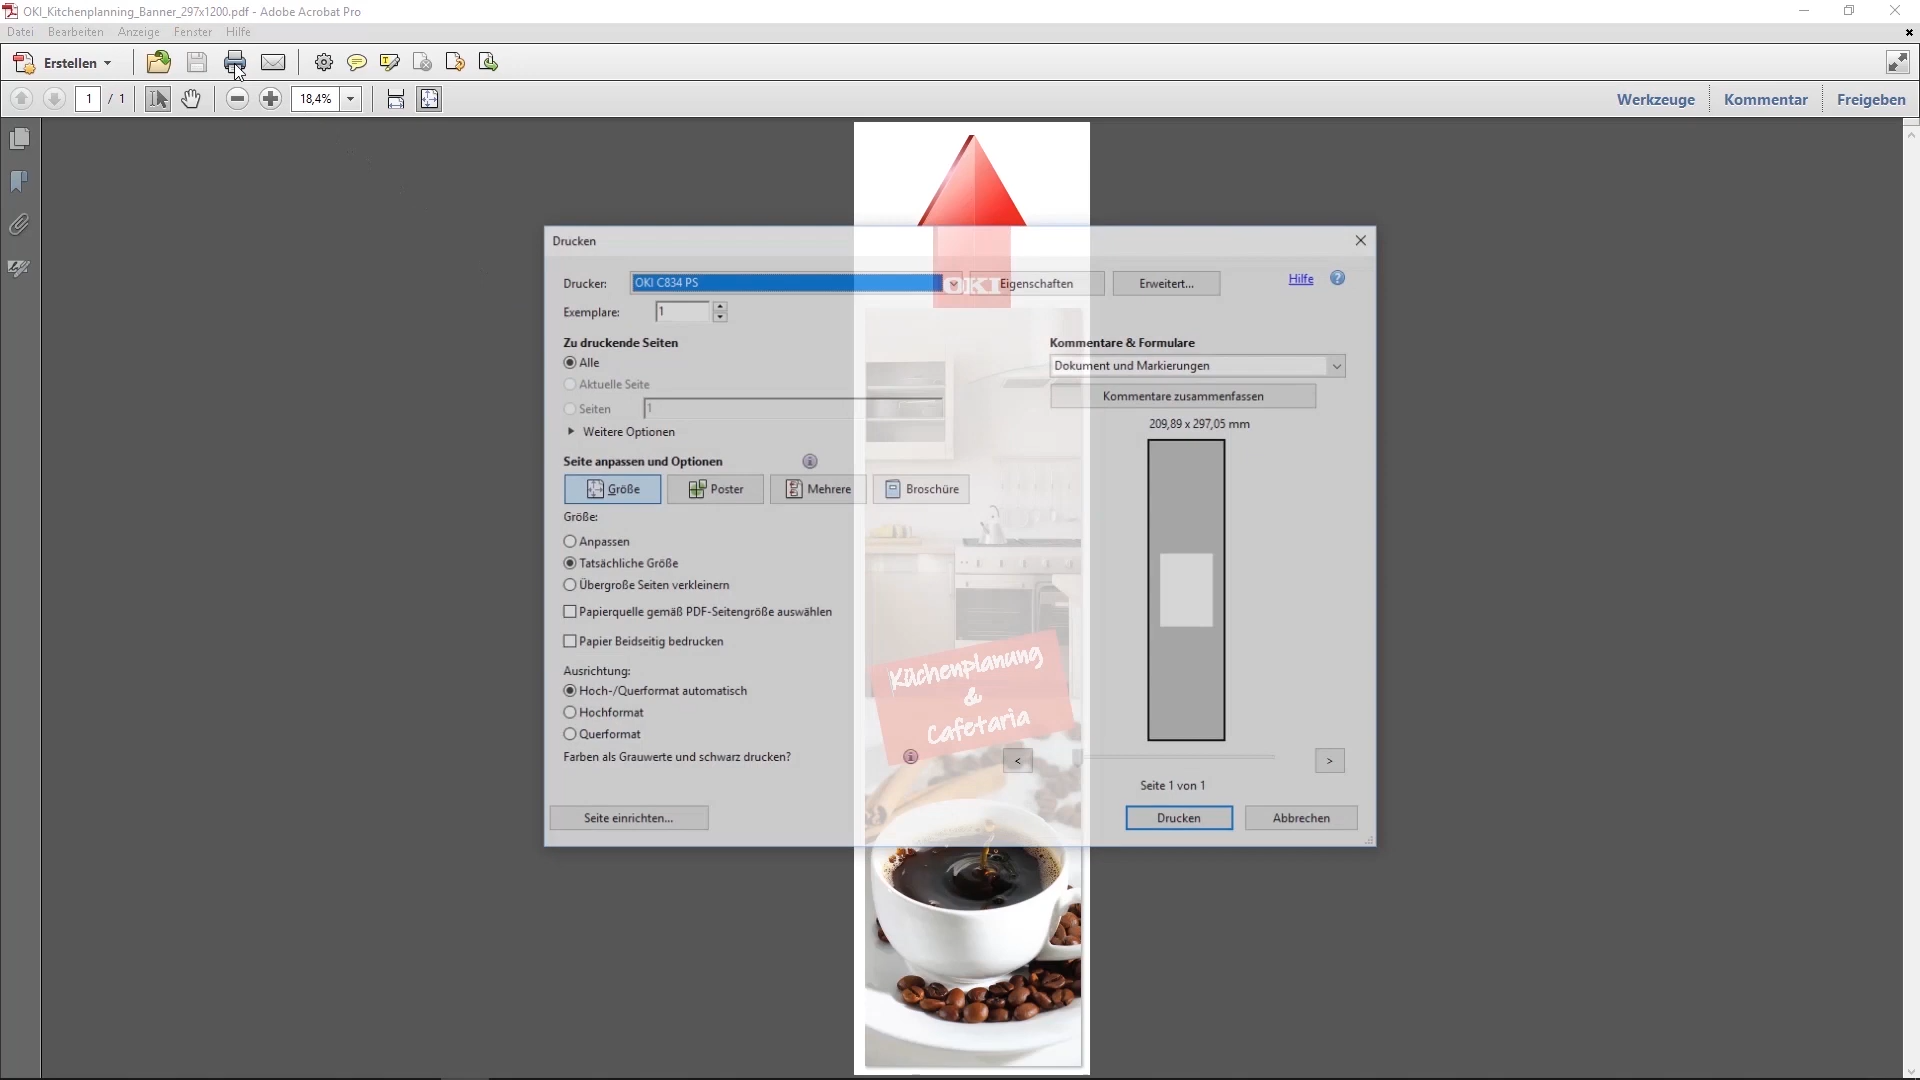 OKI_Kitchenplanning_Banner_297x1200.pdf - Adobe Acrobat Pro
Datei Bearbeiten Anzeige Fenster Hilfe
Erstellen
1 / 1 18,4% Werkzeuge Kommentar Freigeben
Drucken
Drucker: OKI C834 PS OKI Eigenschaften Erweitert... Hilfe
Exemplare: 1
Zu druckende Seiten
Kommentare & Formulare
Alle
Dokument und Markierungen
Aktuelle Seite
Kommentare zusammenfassen
Seiten 1
209,89 x 297,05 mm
Weitere Optionen
Seite anpassen und Optionen
Größe Poster Mehrere Broschüre
Größe:
Anpassen
Tatsächliche Größe
Übergroße Seiten verkleinern
Papierquelle gemäß PDF-Seitengröße auswählen
Papier Beidseitig bedrucken
Ausrichtung:
Hoch-/Querformat automatisch
Hochformat
Querformat
Farben als Grauwerte und schwarz drucken?
Küchenplanung
&
Cafetaria
< >
Seite 1 von 1
Seite einrichten... Drucken Abbrechen